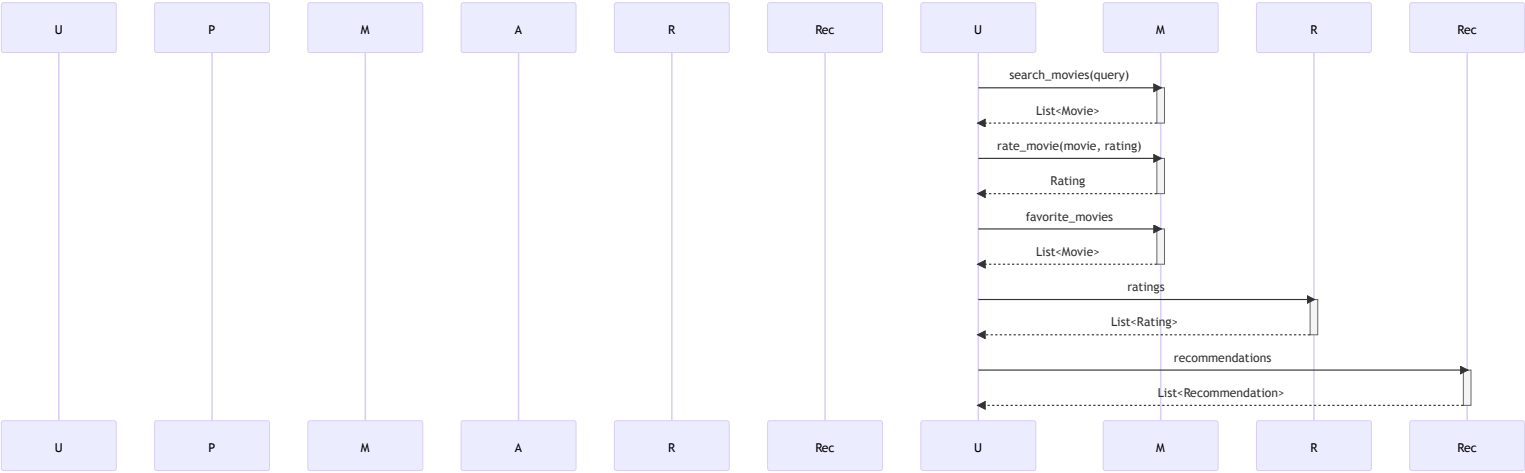 U P M A R Rec U M R Rec
search_movies(query)
List<Movie>
rate_movie(movie, rating)
Rating
favorite_movies
List<Movie>
ratings
List<Rating>
recommendations
List<Recommendation>
U P M A R Rec U M R Rec